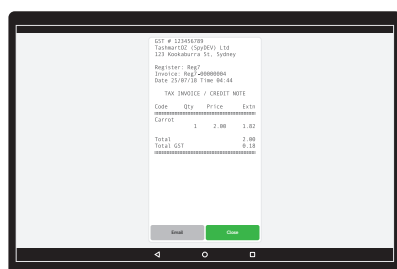 GST # 123456789
TashmartOZ (SpyDEV) Ltd
123 Kookaburra St, Sydney
Register: Reg7
Invoice: Reg7-00000004
Date 25/07/18 Time 04:44
TAX INVOICE / CREDIT NOTE
Code Qty Price Extn
Carrot
1 2.00 1.82
Total 2.00
Total GST 0.18
Email Close